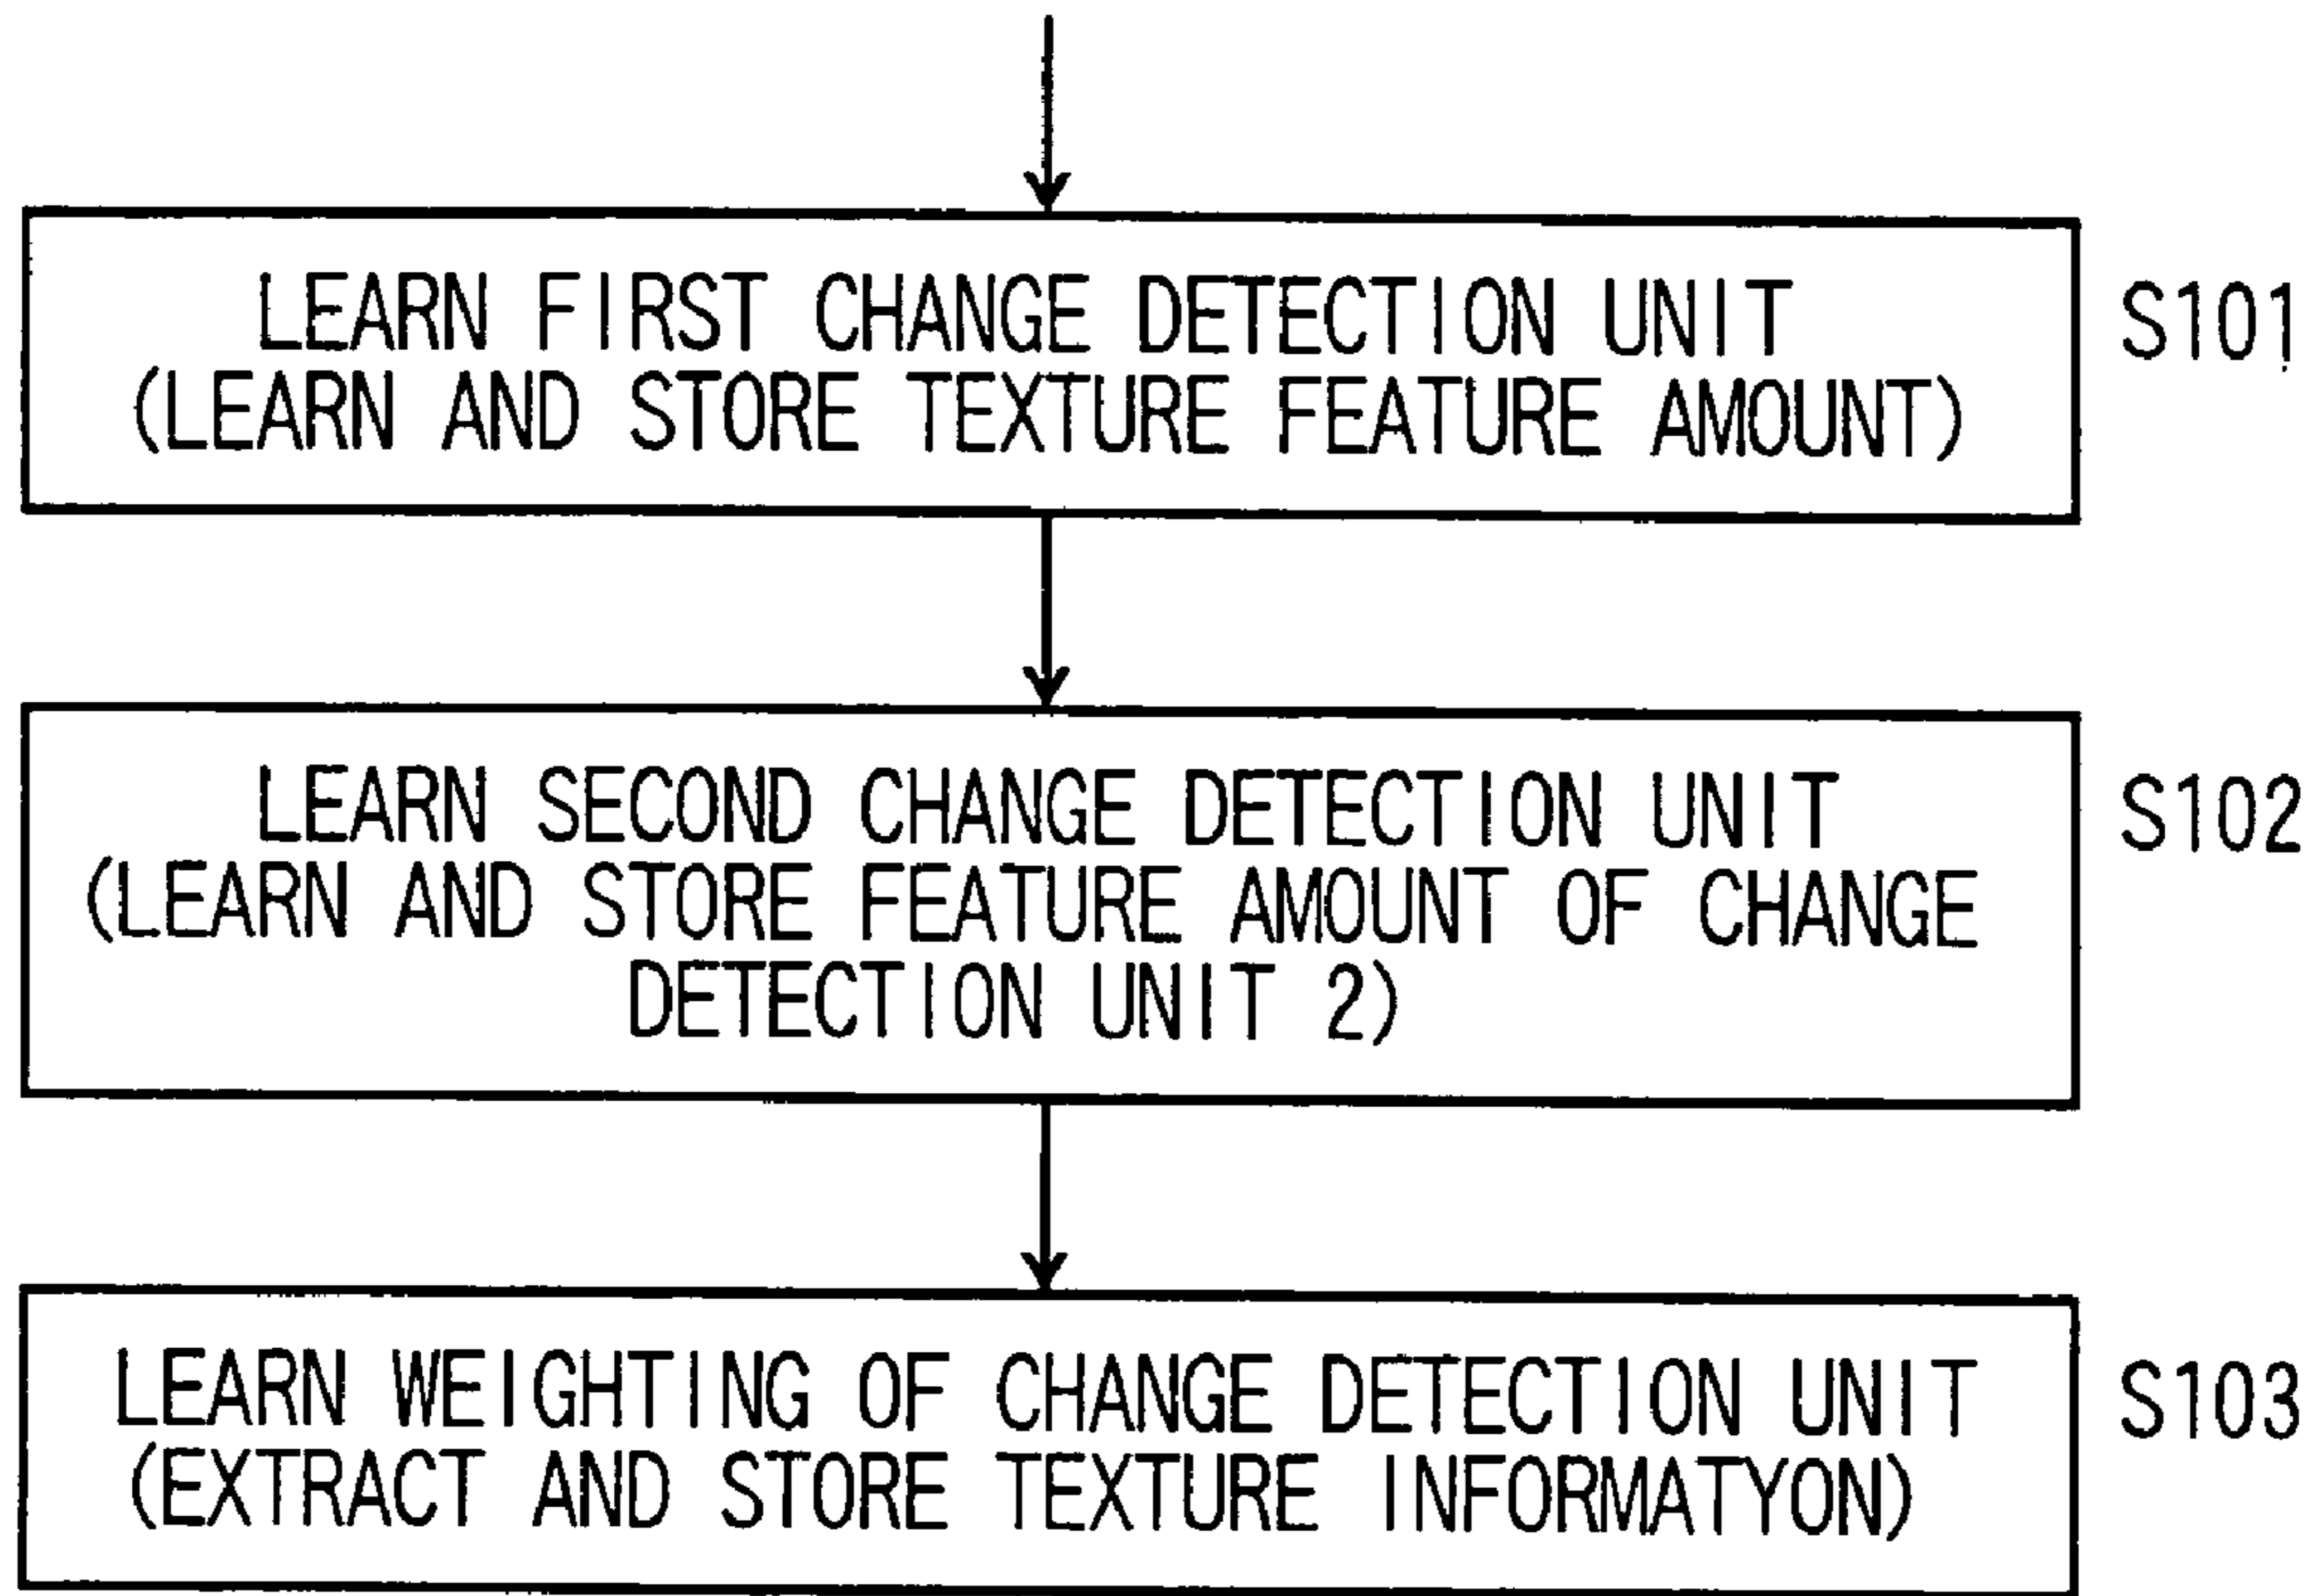 LEARN FIRST CHANGE DETECTION UNIT
(LEARN AND STORE TEXTURE FEATURE AMOUNT)
S101
LEARN SECOND CHANGE DETECTION UNIT
(LEARN AND STORE FEATURE AMOUNT OF CHANGE
DETECTION UNIT 2)
S102
LEARN WEIGHTING OF CHANGE DETECTION UNIT
(EXTRACT AND STORE TEXTURE INFORMATYON)
S103